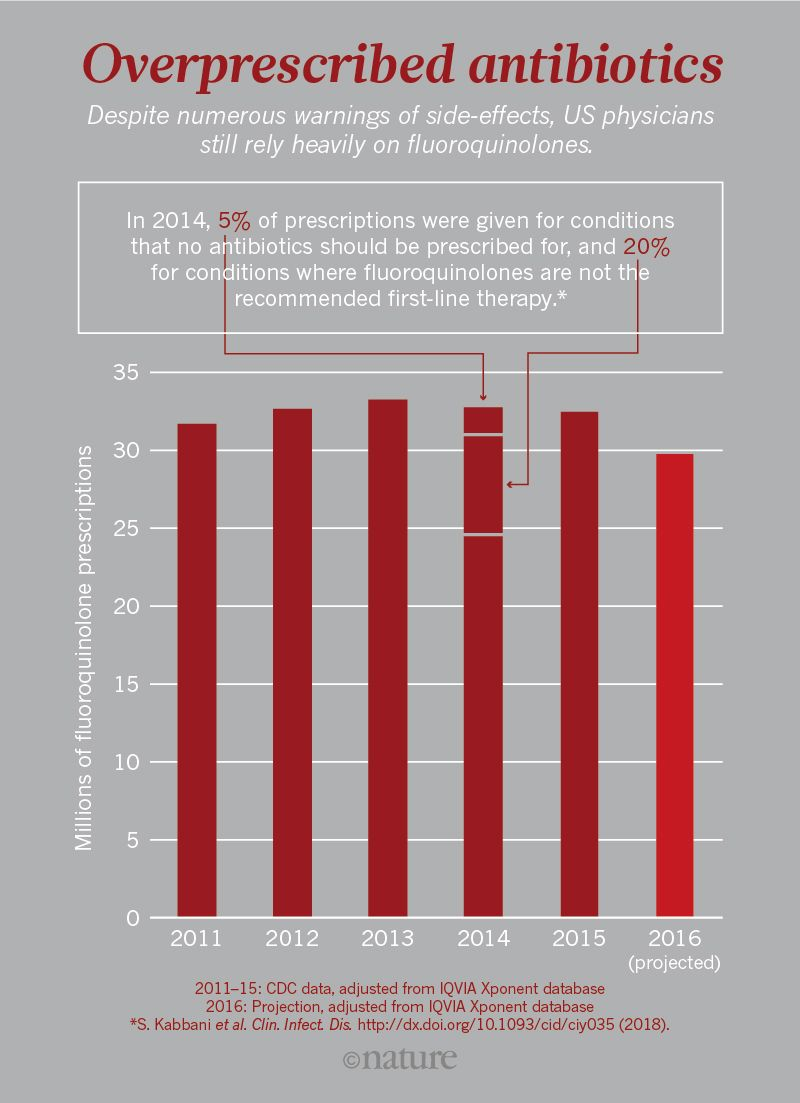 Overprescribed antibiotics
Despite numerous warnings of side-effects, US physicians
still rely heavily on fluoroquinolones.
In 2014, 5% of prescriptions were given for conditions
that no antibiotics should be prescribed for, and 20%
for conditions where fluoroquinolones are not the
recommended first-line therapy.*
Millions of fluoroquinolone prescriptions
35
30
25
20
15
10
5
0
2011 2012 2013 2014 2015 2016
(projected)
2011–15: CDC data, adjusted from IQVIA Xponent database
2016: Projection, adjusted from IQVIA Xponent database
*S. Kabbani et al. Clin. Infect. Dis. http://dx.doi.org/10.1093/cid/ciy035 (2018).
©nature